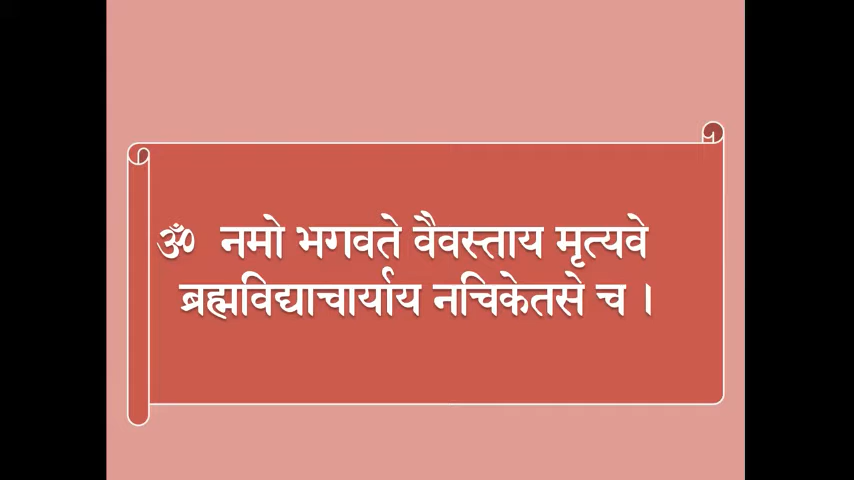 ॐ नमो भगवते वैवस्ताय मृत्यवे
ब्रह्मविद्याचार्याय नचिकेतसे च ।